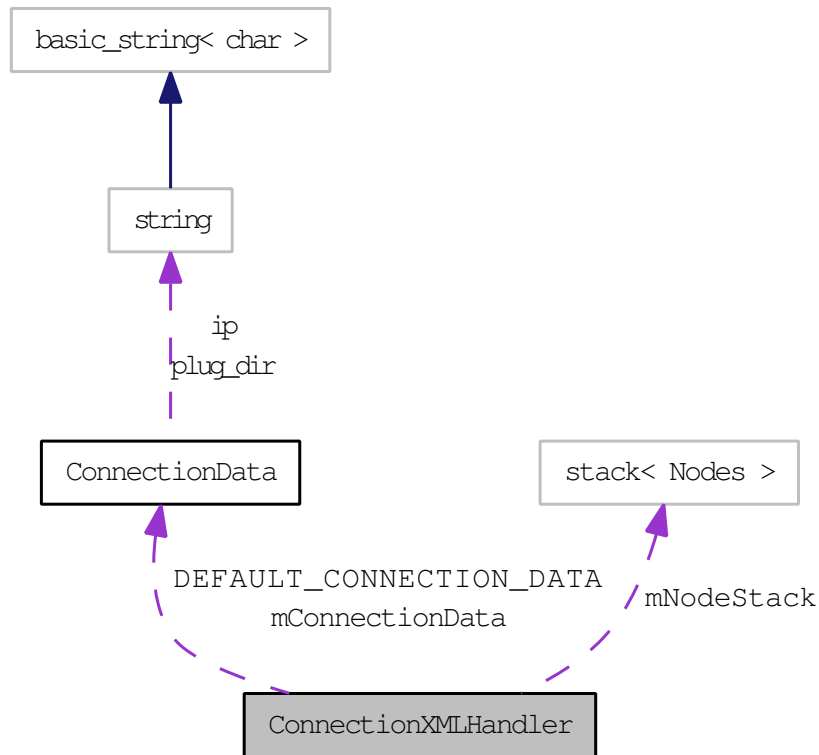 basic_string< char >
string
ip
plug_dir
ConnectionData
stack< Nodes >
DEFAULT_CONNECTION_DATA
mConnectionData
mNodeStack
ConnectionXMLHandler